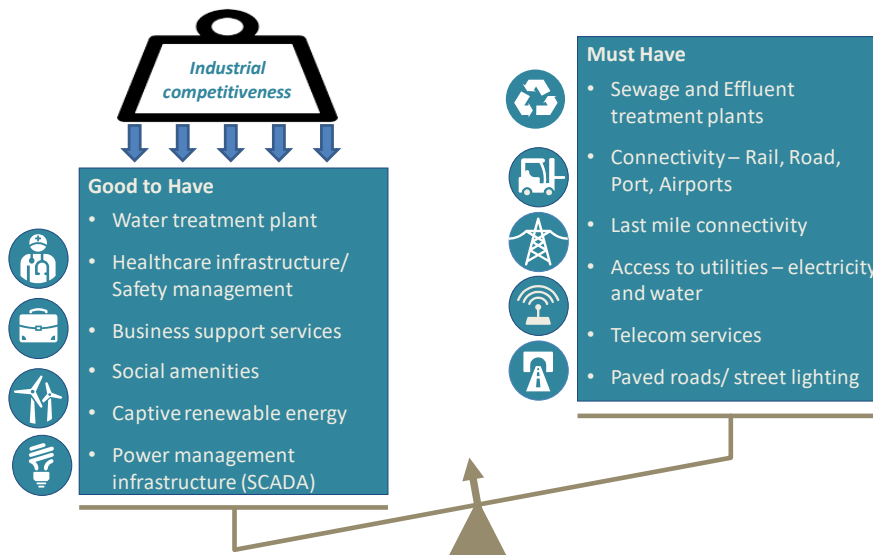 Industrial
competitiveness
Good to Have
• Water treatment plant
• Healthcare infrastructure/
Safety management
• Business support services
• Social amenities
• Captive renewable energy
• Power management
infrastructure (SCADA)
Must Have
• Sewage and Effluent
treatment plants
• Connectivity – Rail, Road,
Port, Airports
• Last mile connectivity
• Access to utilities – electricity
and water
• Telecom services
• Paved roads/ street lighting